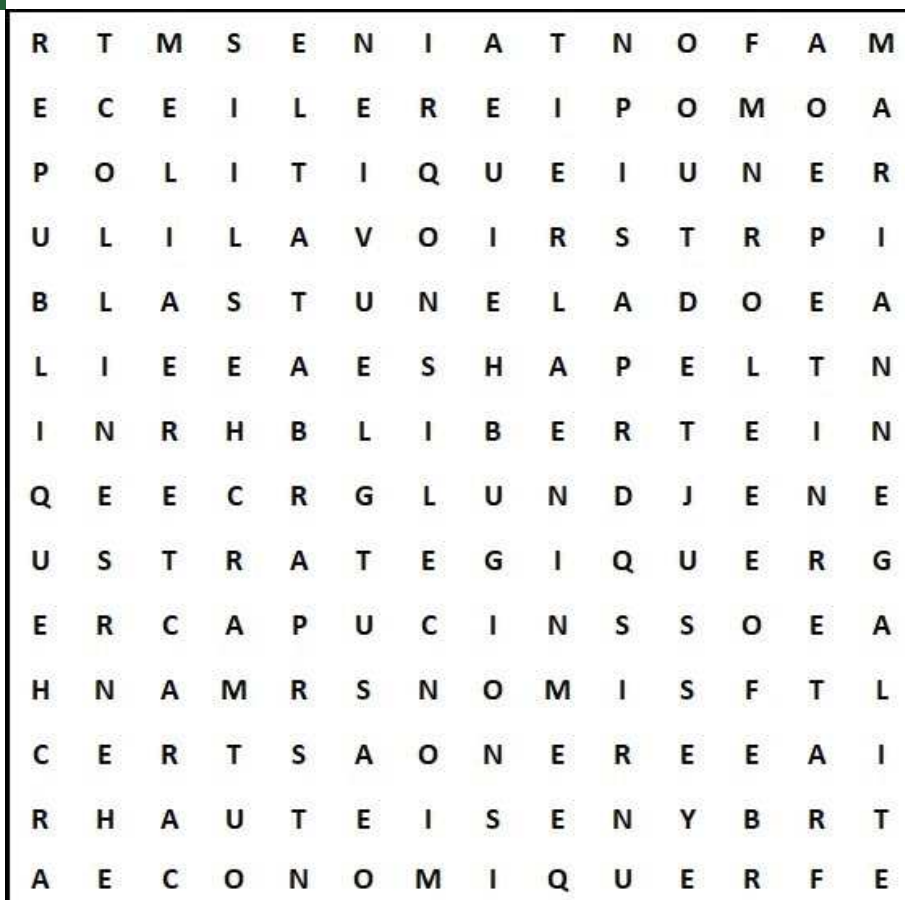 R T M S E N I A T N O F A M
E C E I L E R E I P O M O A
P O L I T I Q U E I U N E R
U L I L A V O I R S T R P I
B L A S T U N E L A D O E A
L I E E A E S H A P E L T N
I N R H B L I B E R T E I N
Q E E C R G L U N D J E N E
U S T R A T E G I Q U E R G
E R C A P U C I N S S O E A
H N A M R S N O M I S F T L
C E R T S A O N E R E E A I
R H A U T E I S E N Y B R T
A E C O N O M I Q U E R F E